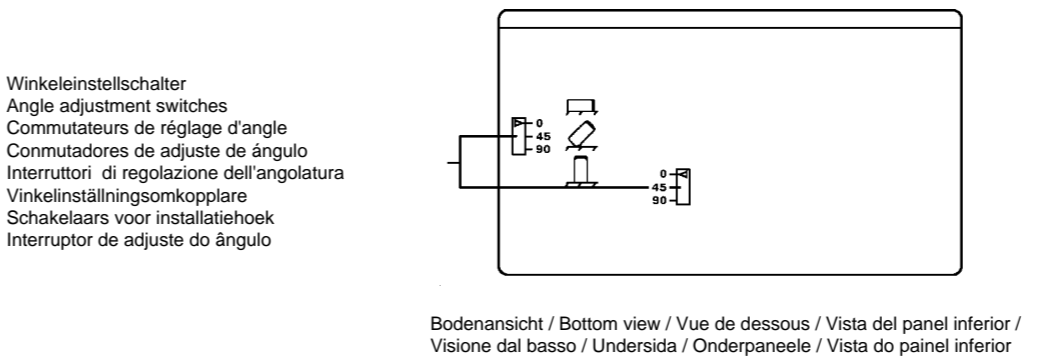 Winkeleinstellschalter
Angle adjustment switches
Commutateurs de réglage d'angle
Conmutadores de adjuste de ángulo
Interruttori di regolazione dell'angolatura
Vinkelinställningsomkopplare
Schakelaars voor installatiehoek
Interruptor de adjuste do ângulo
0
45
90
0
45
90
Bodenansicht / Bottom view / Vue de dessous / Vista del panel inferior /
Visione dal basso / Undersida / Onderpaneele / Vista do painel inferior